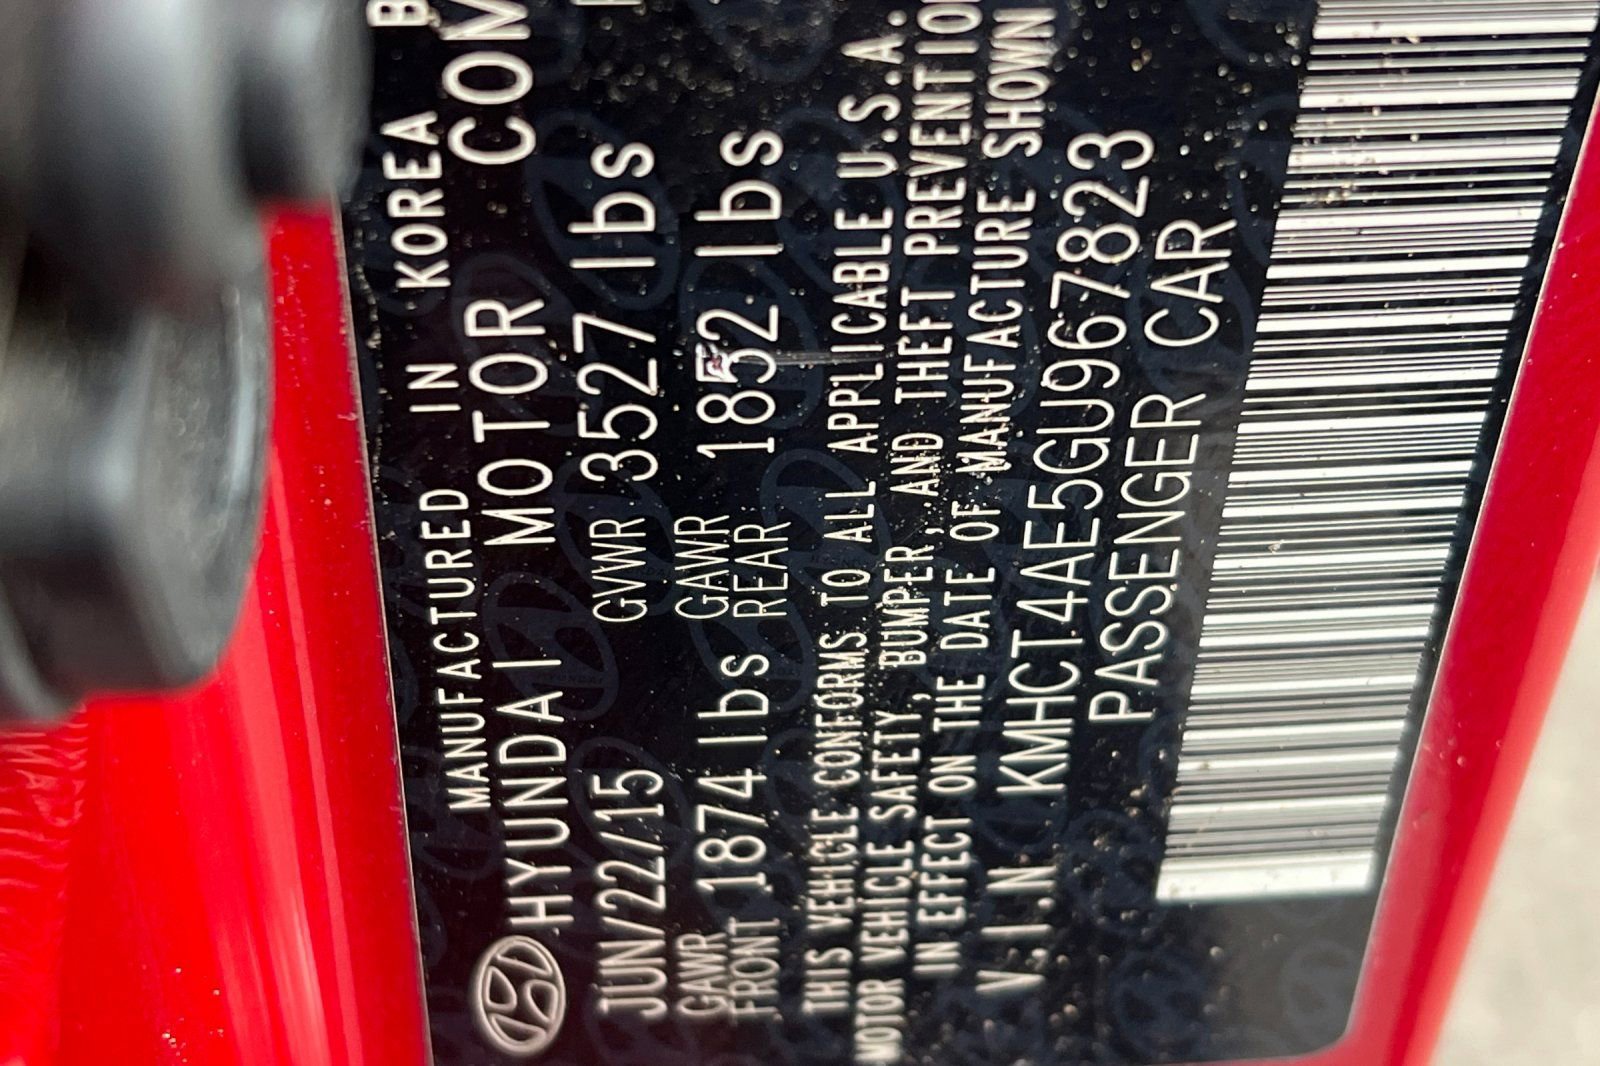 MANUFACTURED IN KOREA B
HYUNDAI MOTOR COM
JUN/22/15 GVWR 3527 lbs
GAWR FRONT 1874 lbs GAWR REAR 1852 lbs
THIS VEHICLE CONFORMS TO ALL APPLICABLE U.S.A.
MOTOR VEHICLE SAFETY, BUMPER, AND THEFT PREVENTION
IN EFFECT ON THE DATE OF MANUFACTURE SHOWN
V.I.N KMHCT4AE5GU967823
PASSENGER CAR